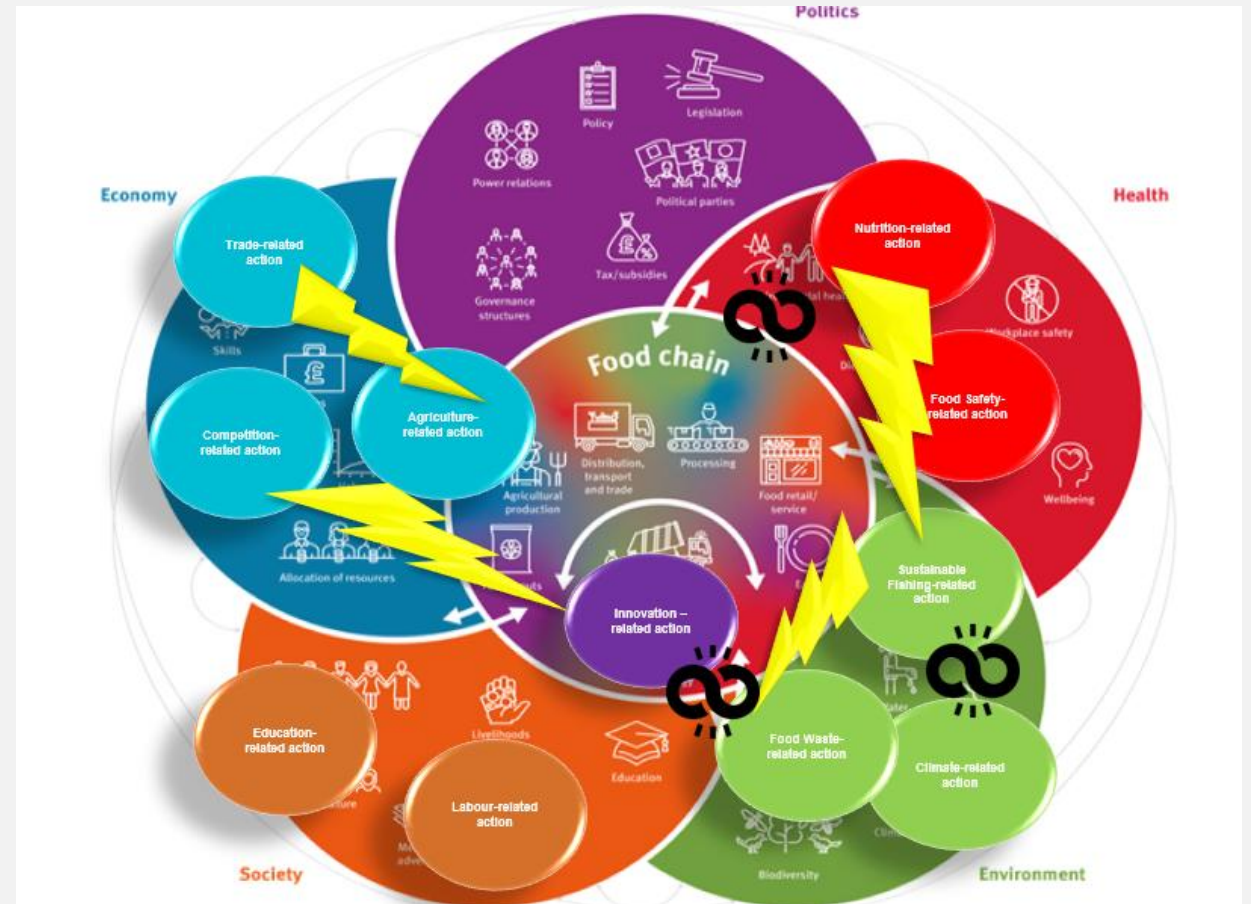 Politics
Policy
Legislation
Power relations
Political parties
Tax/subsidies
Governance
structures
Economy
Trade-related
action
Skills
Competition-
related action
Agriculture-
related action
Allocation of resources
Health
Nutrition-related
action
Workplace safety
Food Safety-
related action
Wellbeing
Food chain
Distribution,
transport
and trade
Processing
Agricultural
production
Food retail/
service
Innovation –
related action
Sustainable
Fishing-related
action
Food Waste-
related action
Climate-related
action
Biodiversity
Environment
Education-
related action
Livelihoods
Education
Labour-related
action
Society